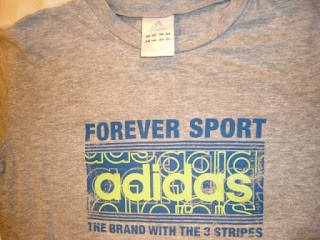 FOREVER SPORT
adidas
THE BRAND WITH THE 3 STRIPES